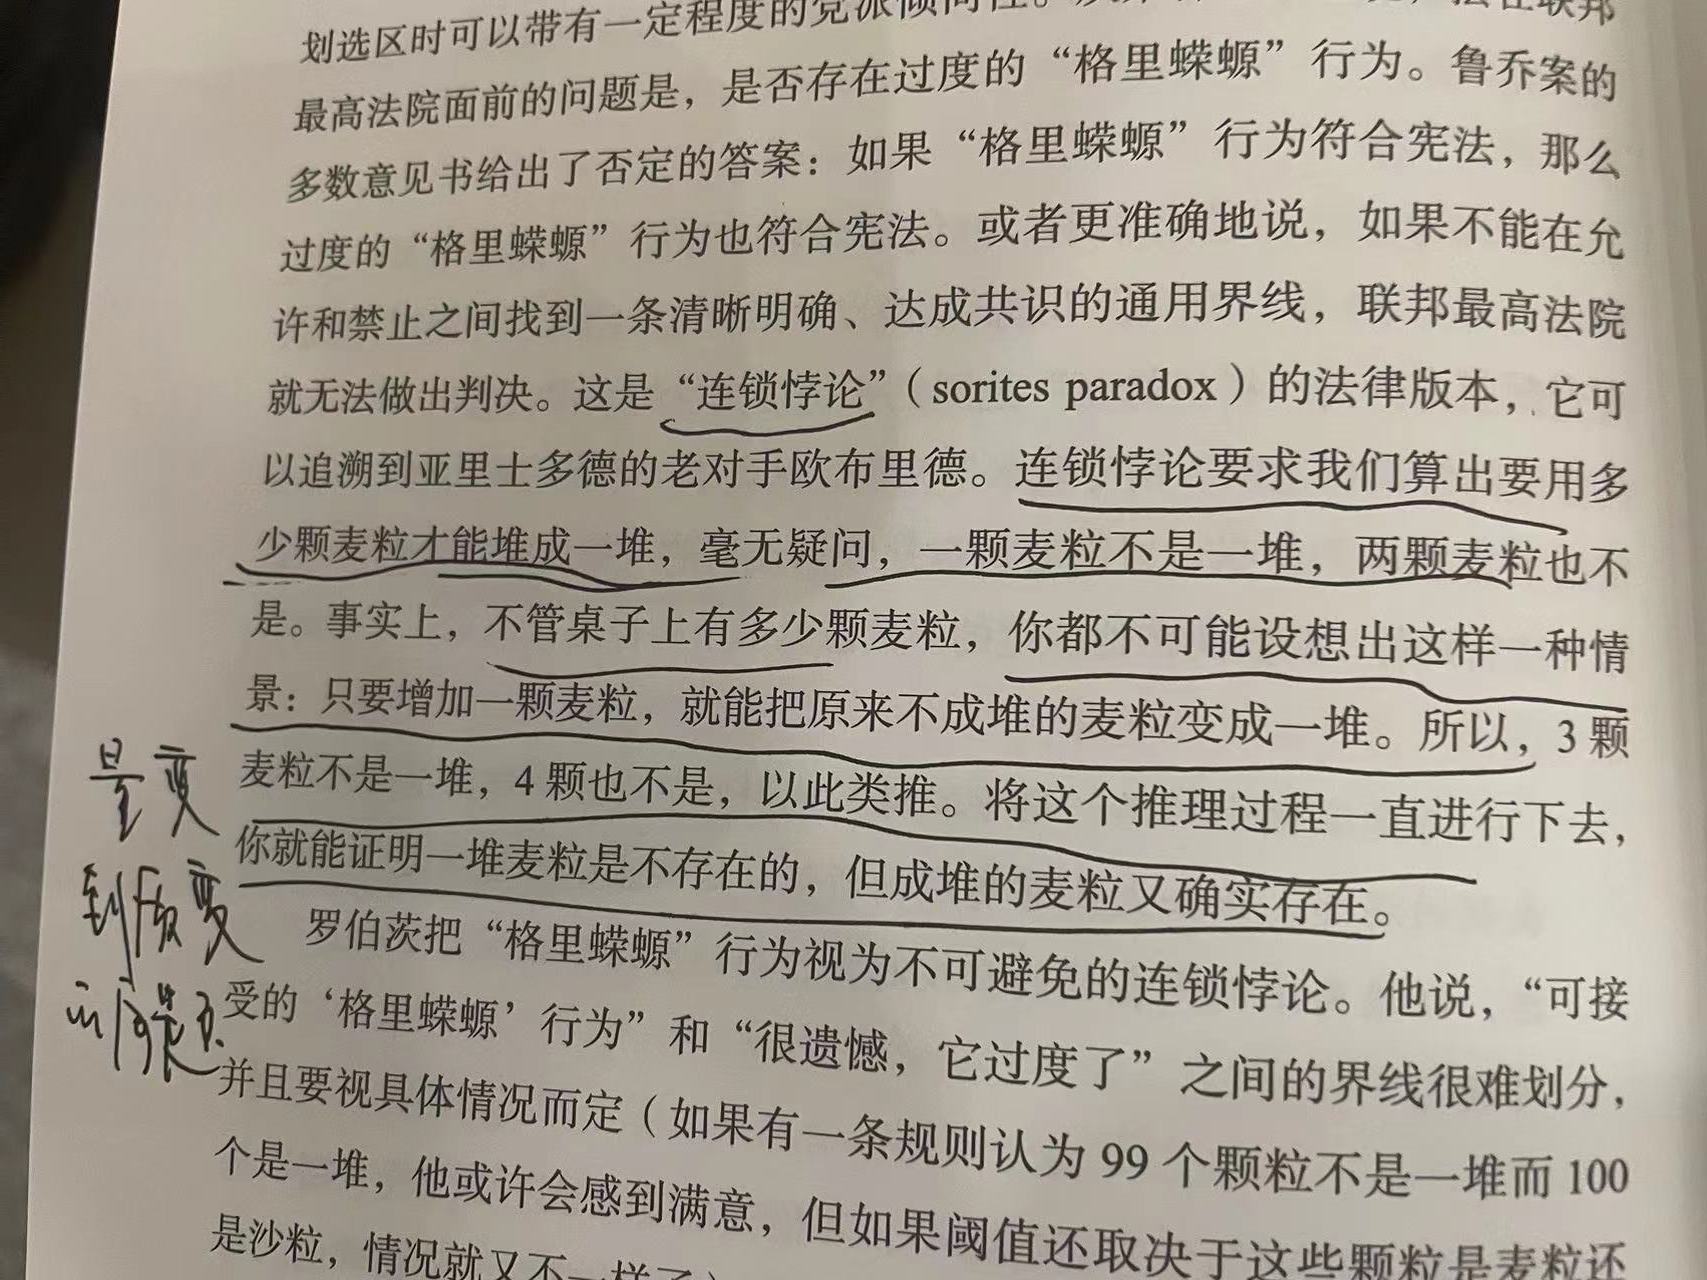 划选区时可以带有一定程度的党派倾向性。
最高法院面前的问题是，是否存在过度的“格里蝾螈”行为。鲁乔案的
多数意见书给出了否定的答案：如果“格里蝾螈”行为符合宪法，那么
过度的“格里蝾螈”行为也符合宪法。或者更准确地说，如果不能在允
许和禁止之间找到一条清晰明确、达成共识的通用界线，联邦最高法院
就无法做出判决。这是“连锁悖论”（sorites paradox）的法律版本，它可
以追溯到亚里士多德的老对手欧布里德。连锁悖论要求我们算出要用多
少颗麦粒才能堆成一堆，毫无疑问，一颗麦粒不是一堆，两颗麦粒也不
是。事实上，不管桌子上有多少颗麦粒，你都不可能设想出这样一种情
景：只要增加一颗麦粒，就能把原来不成堆的麦粒变成一堆。所以，3颗
麦粒不是一堆，4颗也不是，以此类推。将这个推理过程一直进行下去，
你就能证明一堆麦粒是不存在的，但成堆的麦粒又确实存在。
量变
到质变
的问题
罗伯茨把“格里蝾螈”行为视为不可避免的连锁悖论。他说，“可接
受的‘格里蝾螈’行为”和“很遗憾，它过度了”之间的界线很难划分，
并且要视具体情况而定（如果有一条规则认为99个颗粒不是一堆而100
个是一堆，他或许会感到满意，但如果阈值还取决于这些颗粒是麦粒还
是沙粒，情况就又不一样了）